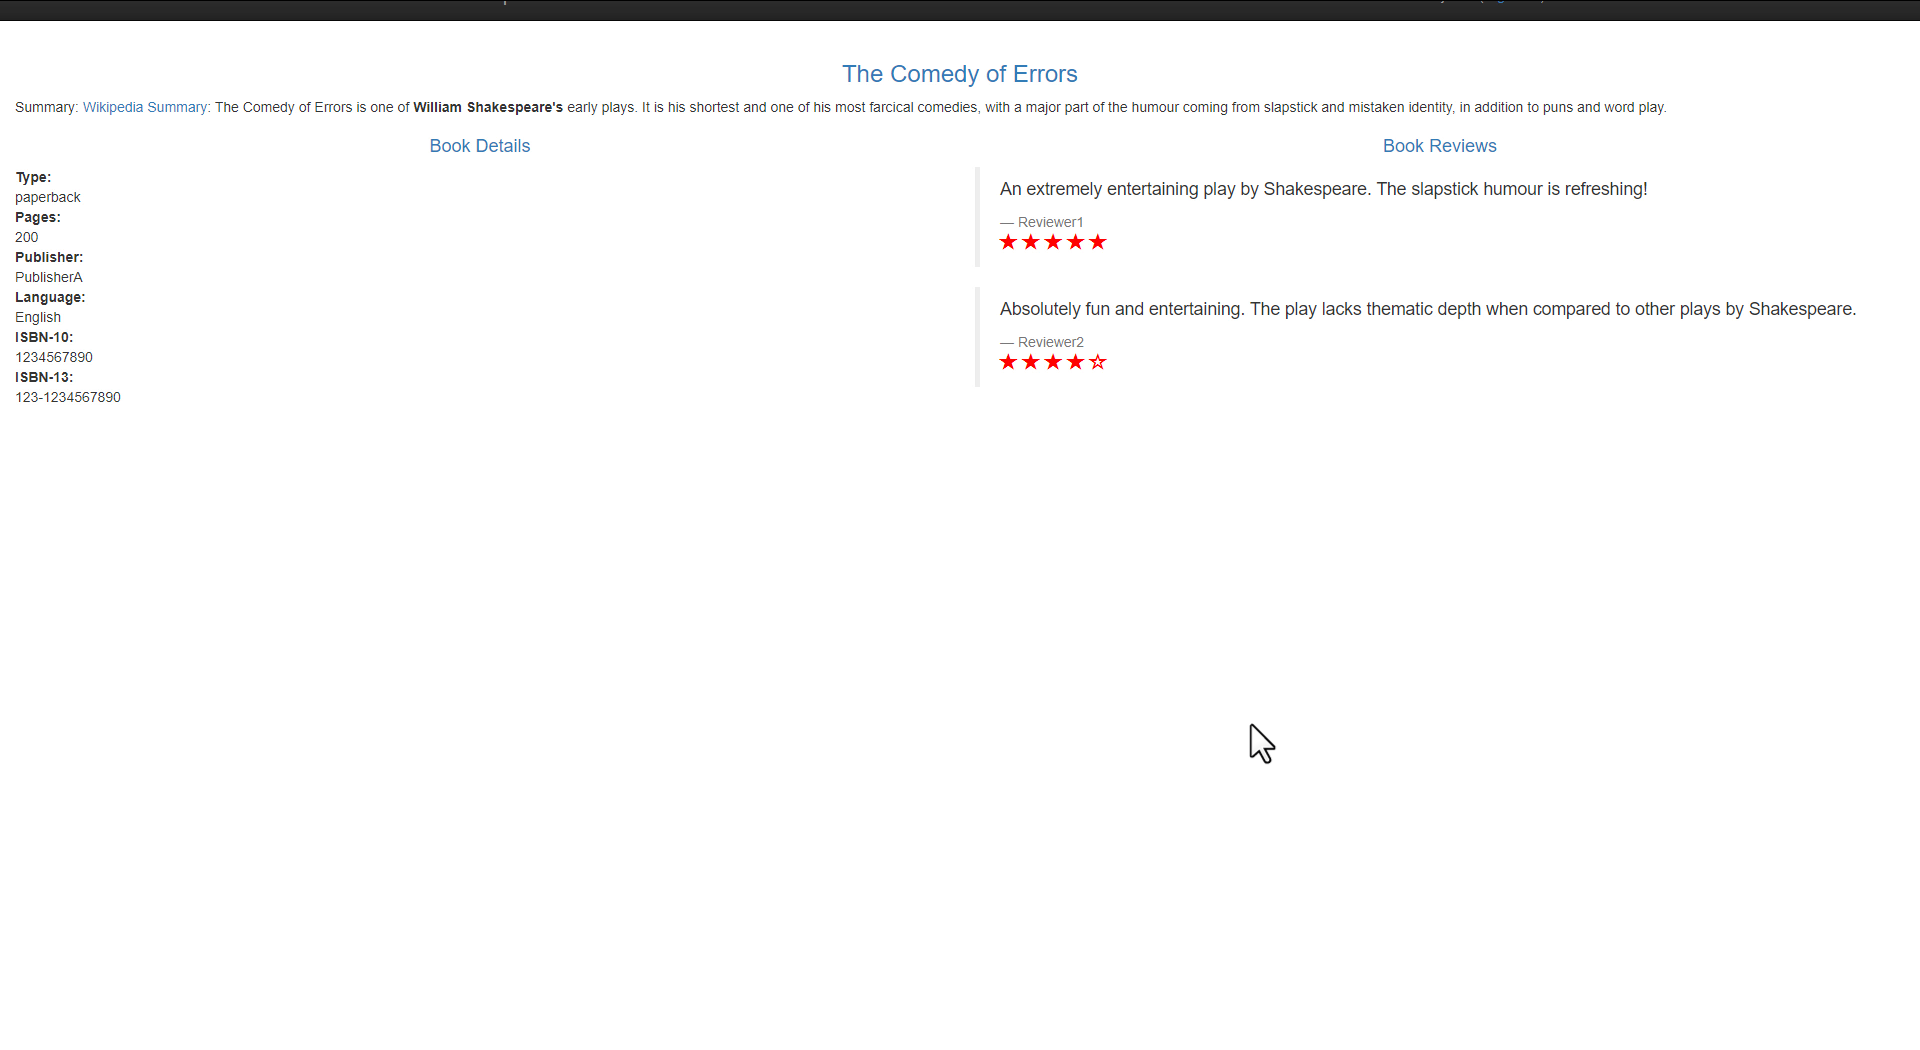 The Comedy of Errors
Summary: Wikipedia Summary: The Comedy of Errors is one of William Shakespeare's early plays. It is his shortest and one of his most farcical comedies, with a major part of the humour coming from slapstick and mistaken identity, in addition to puns and word play.
Book Details
Type:
paperback
Pages:
200
Publisher:
PublisherA
Language:
English
ISBN-10:
1234567890
ISBN-13:
123-1234567890
Book Reviews
An extremely entertaining play by Shakespeare. The slapstick humour is refreshing!
— Reviewer1
★★★★★
Absolutely fun and entertaining. The play lacks thematic depth when compared to other plays by Shakespeare.
— Reviewer2
★★★★☆